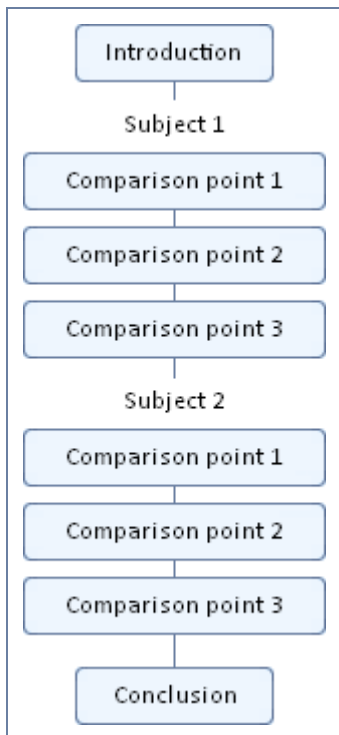 Introduction
Subject 1
Comparison point 1
Comparison point 2
Comparison point 3
Subject 2
Comparison point 1
Comparison point 2
Comparison point 3
Conclusion